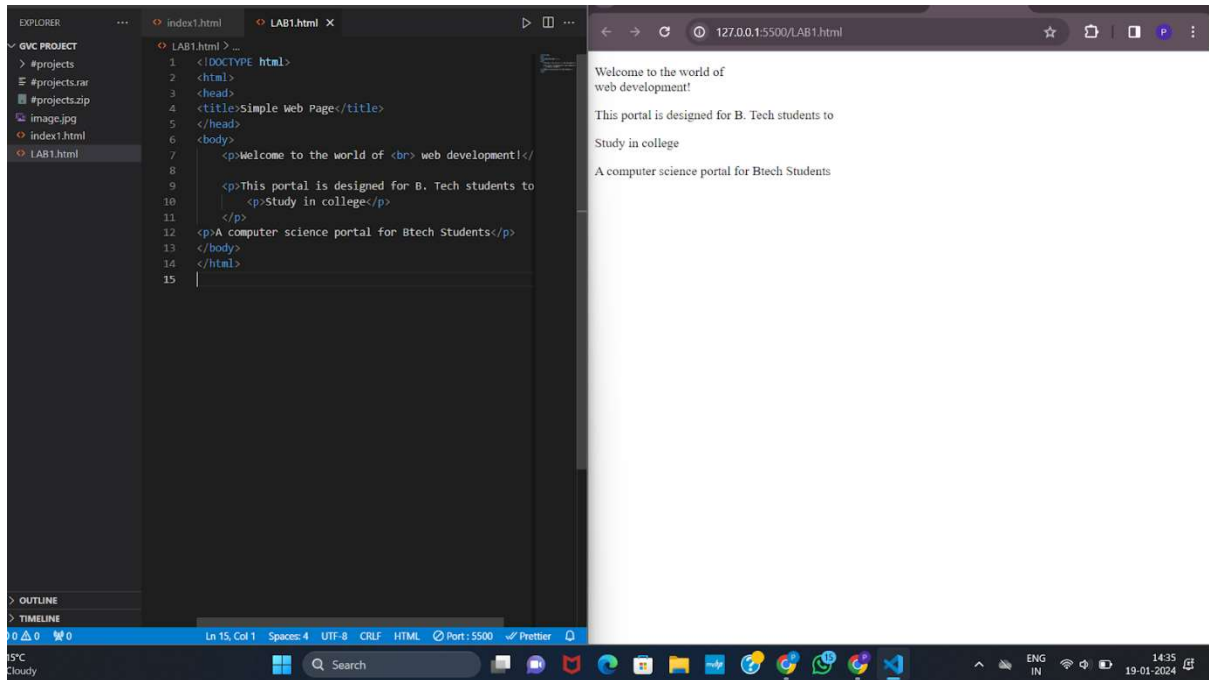 EXPLORER
GVC PROJECT
#projects
#projects.rar
#projects.zip
image.jpg
index1.html
LAB1.html
OUTLINE
TIMELINE
index1.html LAB1.html
LAB1.html > ...
1 <!DOCTYPE html>
2 <html>
3 <head>
4 <title>Simple Web Page</title>
5 </head>
6 <body>
7 <p>Welcome to the world of <br> web development!</
8
9 <p>This portal is designed for B. Tech students to
10 <p>Study in college</p>
11 </p>
12 <p>A computer science portal for Btech Students</p>
13 </body>
14 </html>
15
0 0 0 Ln 15, Col 1 Spaces: 4 UTF-8 CRLF HTML Port : 5500 Prettier
127.0.0.1:5500/LAB1.html P
Welcome to the world of
web development!
This portal is designed for B. Tech students to
Study in college
A computer science portal for Btech Students
15°C
Cloudy
Search
15
ENG
IN
14:35
19-01-2024